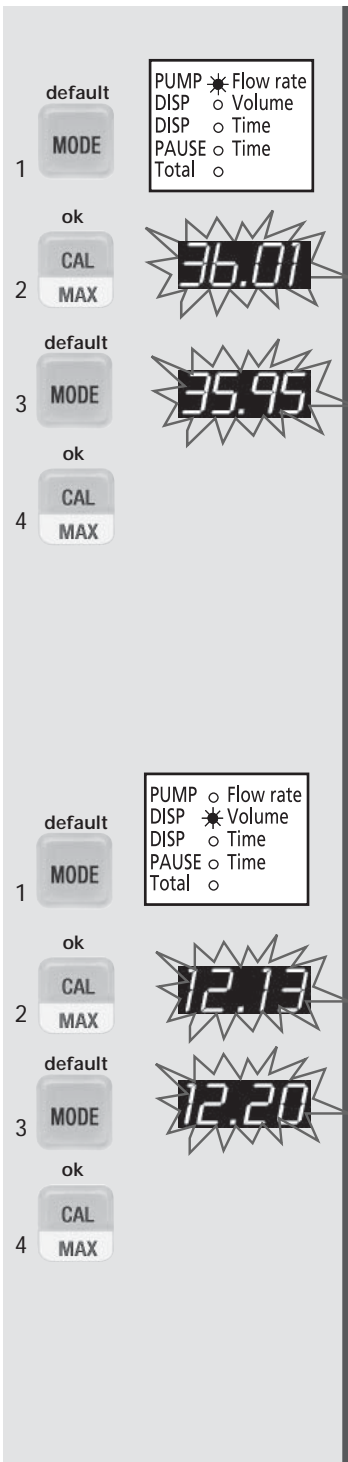 default
MODE
1
PUMP Flow rate
DISP Volume
DISP Time
PAUSE Time
Total
ok
CAL
MAX
2
36.01
default
MODE
3
35.95
ok
CAL
MAX
4
default
MODE
1
PUMP Flow rate
DISP Volume
DISP Time
PAUSE Time
Total
ok
CAL
MAX
2
12.13
default
MODE
3
12.20
ok
CAL
MAX
4